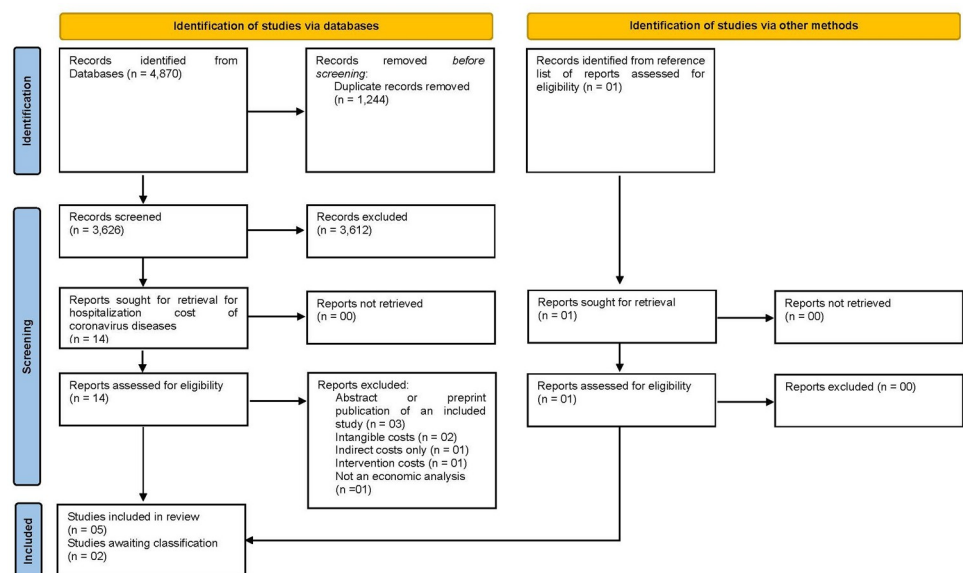 Identification of studies via databases
Identification of studies via other methods
Identification
Records identified from
Databases (n = 4,870)
Records removed before
screening:
Duplicate records removed
(n = 1,244)
Records identified from reference
list of reports assessed for
eligibility (n = 01)
Screening
Records screened
(n = 3,626)
Records excluded
(n = 3,612)
Reports sought for retrieval for
hospitalization cost of
coronavirus diseases
(n = 14)
Reports not retrieved
(n = 00)
Reports sought for retrieval
(n = 01)
Reports not retrieved
(n = 00)
Reports assessed for eligibility
(n = 14)
Reports excluded:
Abstract or preprint
publication of an included
study (n = 03)
Intangible costs (n = 02)
Indirect costs only (n = 01)
Intervention costs (n = 01)
Not an economic analysis
(n =01)
Reports assessed for eligibility
(n = 01)
Reports excluded (n = 00)
Included
Studies included in review
(n = 05)
Studies awaiting classification
(n = 02)